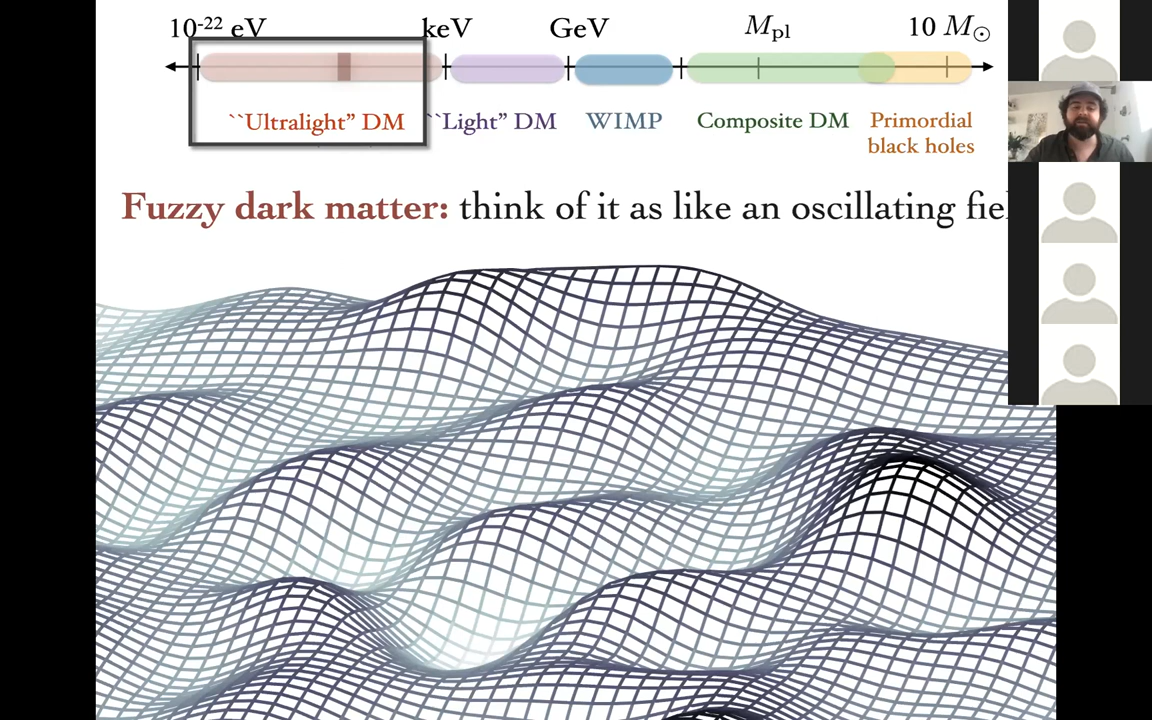 10-22 eV keV GeV Mpl 10 M⊙
``Ultralight” DM ``Light” DM WIMP Composite DM Primordial
black holes
Fuzzy dark matter: think of it as like an oscillating